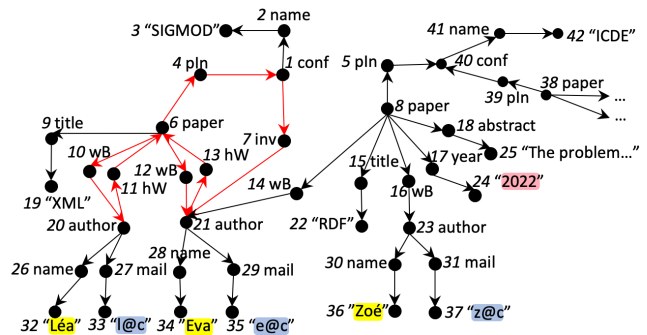 2 name
3 “SIGMOD”
41 name
42 “ICDE”
4 pIn
1 conf
5 pIn
40 conf
38 paper
39 pIn
...
...
9 title
6 paper
8 paper
7 inv
18 abstract
10 wB
12 wB
13 hW
15 title
17 year
25 “The problem...”
11 hW
14 wB
16 wB
24 “2022”
19 “XML”
20 author
21 author
22 “RDF”
23 author
28 name
26 name
27 mail
29 mail
30 name
31 mail
32 “Léa”
33 ”l@c”
34 ”Eva”
35 ”e@c”
36 ”Zoé”
37 ”z@c”